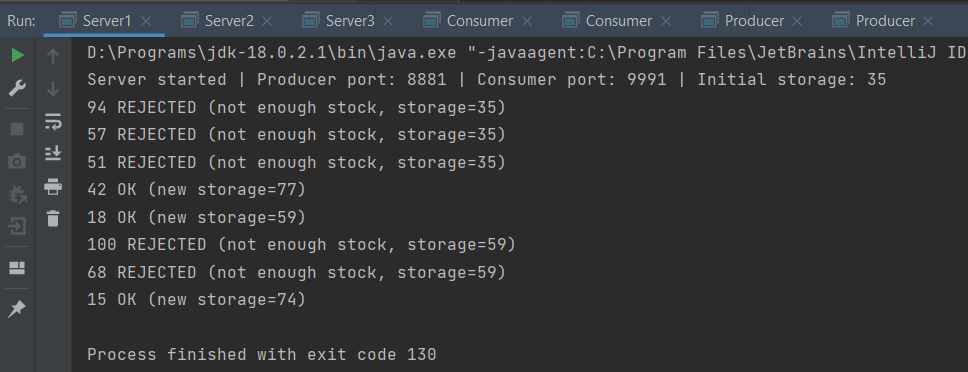 Run: Server1 Server2 Server3 Consumer Consumer Producer Producer
D:\Programs\jdk-18.0.2.1\bin\java.exe "-javaagent:C:\Program Files\JetBrains\IntelliJ ID
Server started | Producer port: 8881 | Consumer port: 9991 | Initial storage: 35
94 REJECTED (not enough stock, storage=35)
57 REJECTED (not enough stock, storage=35)
51 REJECTED (not enough stock, storage=35)
42 OK (new storage=77)
18 OK (new storage=59)
100 REJECTED (not enough stock, storage=59)
68 REJECTED (not enough stock, storage=59)
15 OK (new storage=74)
Process finished with exit code 130